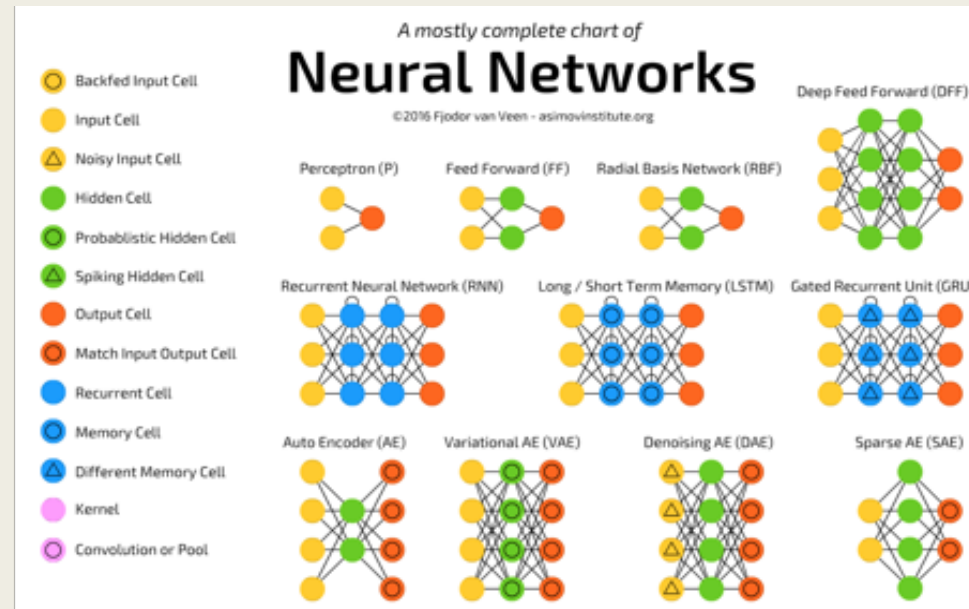 A mostly complete chart of
Neural Networks
©2016 Fjodor van Veen - asimovinstitute.org
Backfed Input Cell
Input Cell
Noisy Input Cell
Hidden Cell
Probablistic Hidden Cell
Spiking Hidden Cell
Output Cell
Match Input Output Cell
Recurrent Cell
Memory Cell
Different Memory Cell
Kernel
Convolution or Pool
Deep Feed Forward (DFF)
Perceptron (P)
Feed Forward (FF)
Radial Basis Network (RBF)
Recurrent Neural Network (RNN)
Long / Short Term Memory (LSTM)
Gated Recurrent Unit (GRU
Auto Encoder (AE)
Variational AE (VAE)
Denoising AE (DAE)
Sparse AE (SAE)